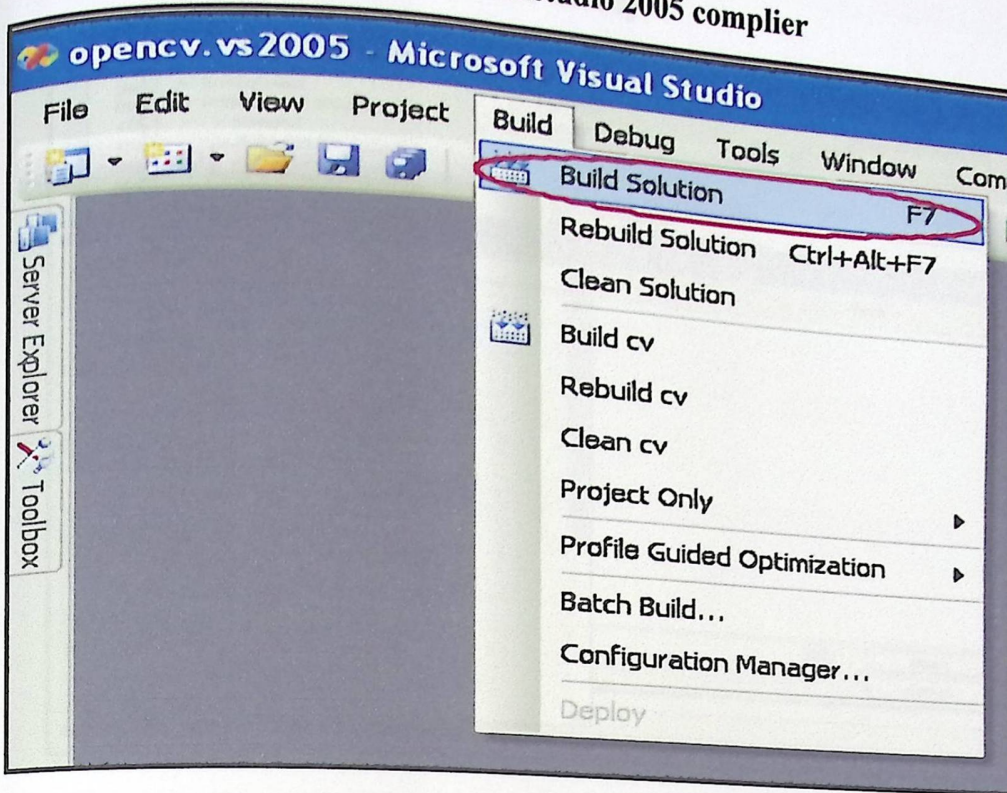 2005 complier
opencv.vs2005 - Microsoft Visual Studio
File Edit View Project Build Debug Tools Window
Build Solution F7
Rebuild Solution Ctrl+Alt+F7
Clean Solution
Build cv
Rebuild cv
Clean cv
Project Only
Profile Guided Optimization
Batch Build...
Configuration Manager...
Deploy
Server Explorer
Toolbox